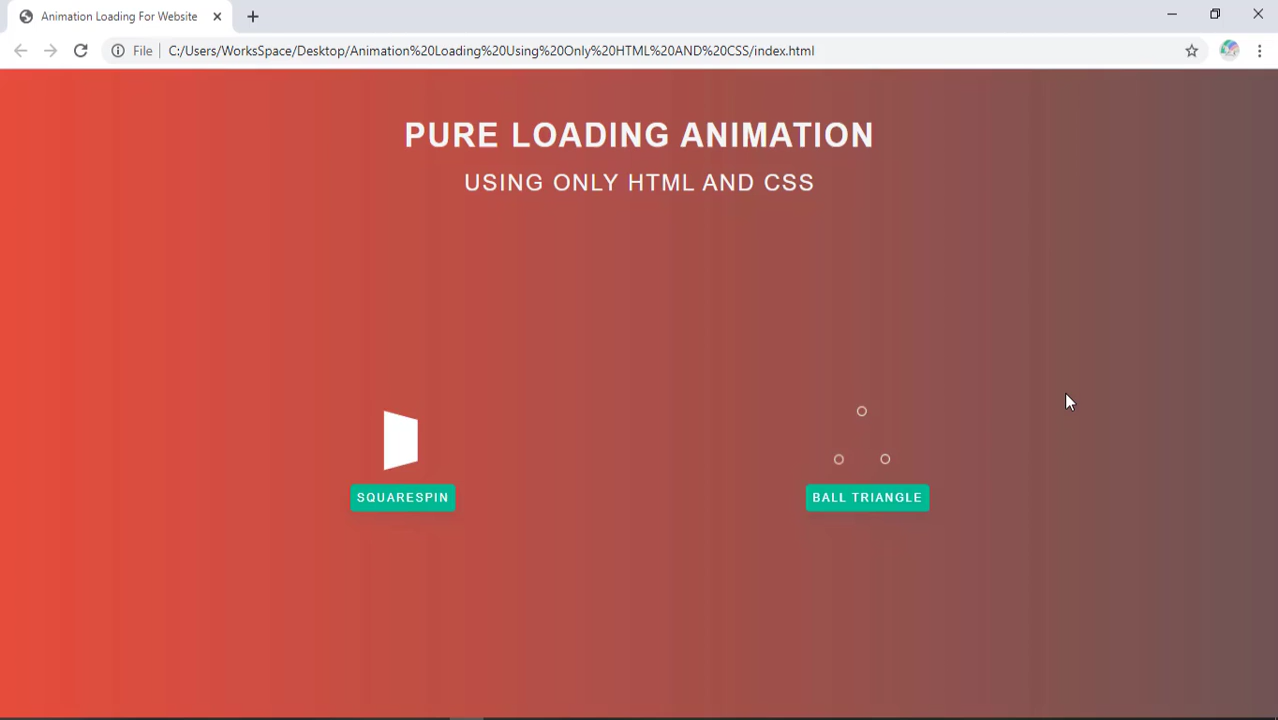 Animation Loading For Website
File
C:/Users/WorksSpace/Desktop/Animation%20Loading%20Using%20Only%20HTML%20AND%20CSS/index.html
PURE LOADING ANIMATION
USING ONLY HTML AND CSS
SQUARESPIN
BALL TRIANGLE